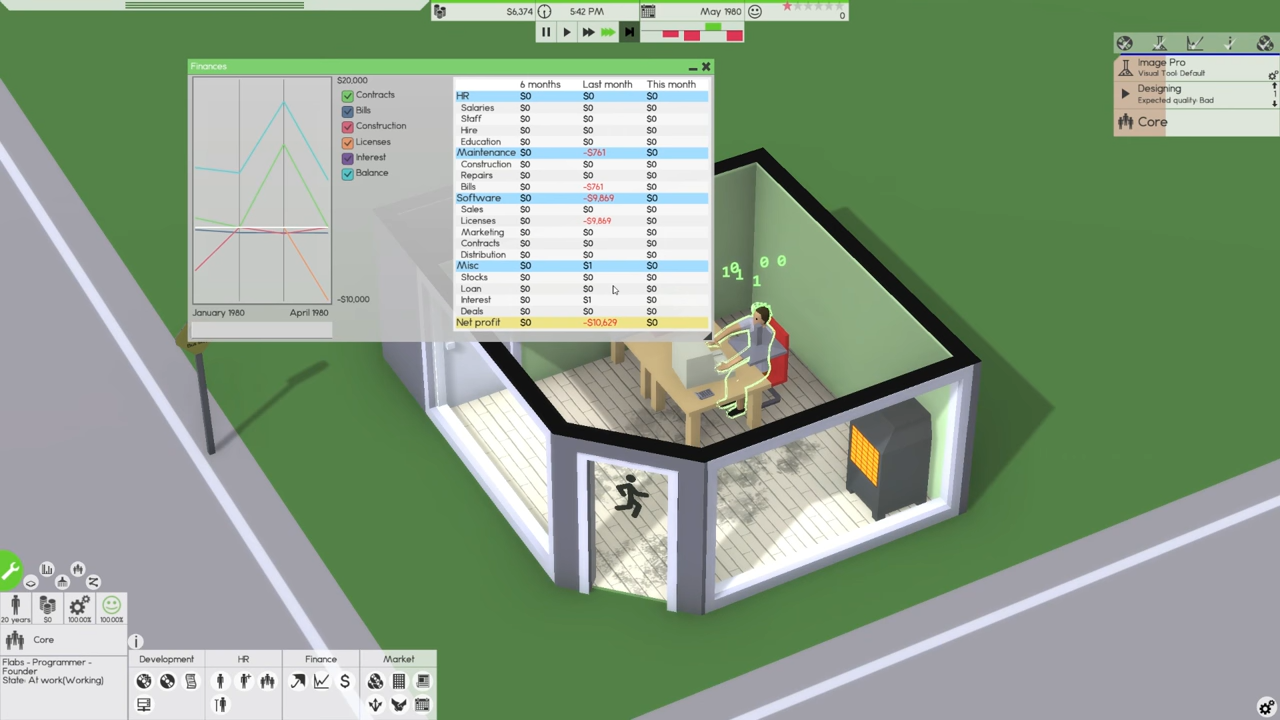 $6,374
5:42 PM
May 1980
0
Finances
$20,000
-$10,000
January 1980
April 1980
Contracts
Bills
Construction
Licenses
Interest
Balance
6 months Last month This month
HR $0 $0 $0
Salaries $0 $0 $0
Staff $0 $0 $0
Hire $0 $0 $0
Education $0 $0 $0
Maintenance $0 -$761 $0
Construction $0 $0 $0
Repairs $0 $0 $0
Bills $0 -$761 $0
Software $0 -$9,869 $0
Sales $0 $0 $0
Licenses $0 -$9,869 $0
Marketing $0 $0 $0
Contracts $0 $0 $0
Distribution $0 $0 $0
Misc $0 $1 $0
Stocks $0 $0 $0
Loan $0 $0 $0
Interest $0 $1 $0
Deals $0 $0 $0
Net profit $0 -$10,629 $0
Image Pro
Visual Tool: Default
Designing
Expected quality Bad
1
Core
10 0 0
1 1
20 years
$0
100.00%
100.00%
Core
Flabs - Programmer -
Founder
State: At work(Working)
Development
HR
Finance
Market